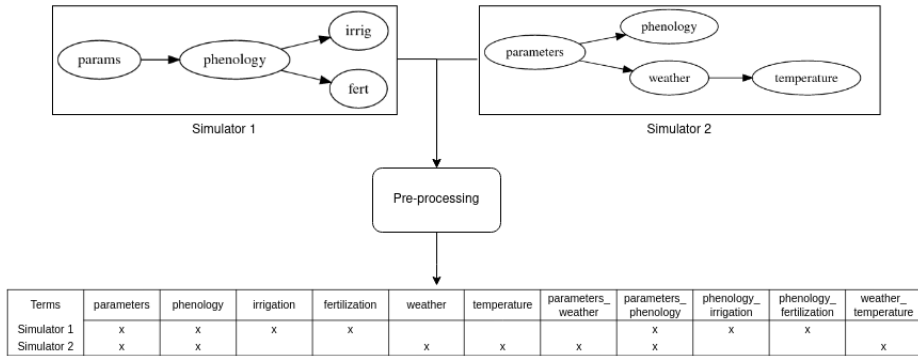 irrig
params
phenology
fert
Simulator 1
phenology
parameters
weather
temperature
Simulator 2
Pre-processing
Terms parameters phenology irrigation fertilization weather temperature parameters_ parameters_ phenology_ phenology_ weather_
weather phenology irrigation fertilization temperature
Simulator 1 x x x x x x x
Simulator 2 x x x x x x x